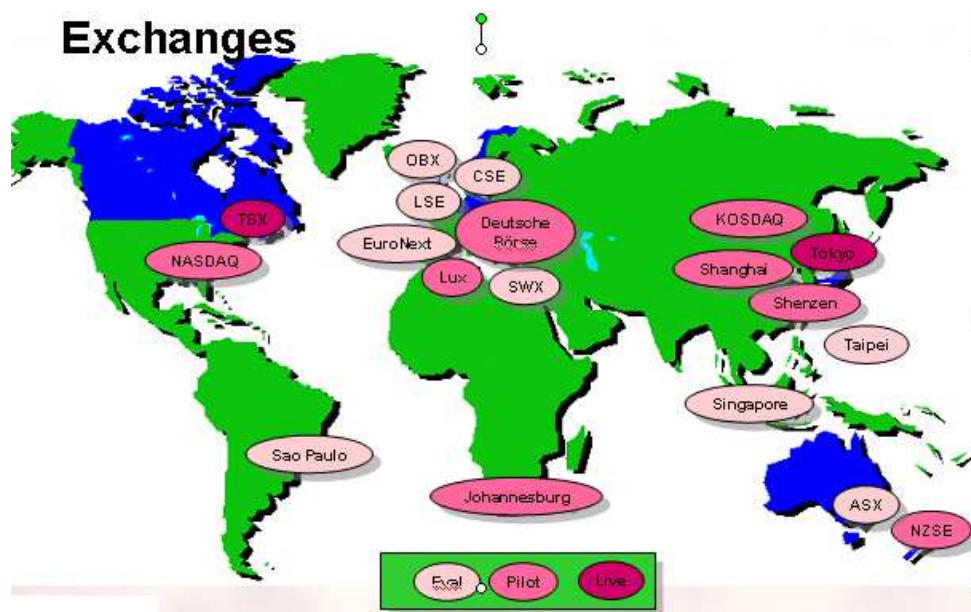 Exchanges
OBX
CSE
LSE
TSX
KOSDAQ
Deutsche
Börse
EuroNext
Tokyo
NASDAQ
Shanghai
Lux
SWX
Shenzen
Taipei
Singapore
Sao Paulo
Johannesburg
ASX
NZSE
Eval
Pilot
Live